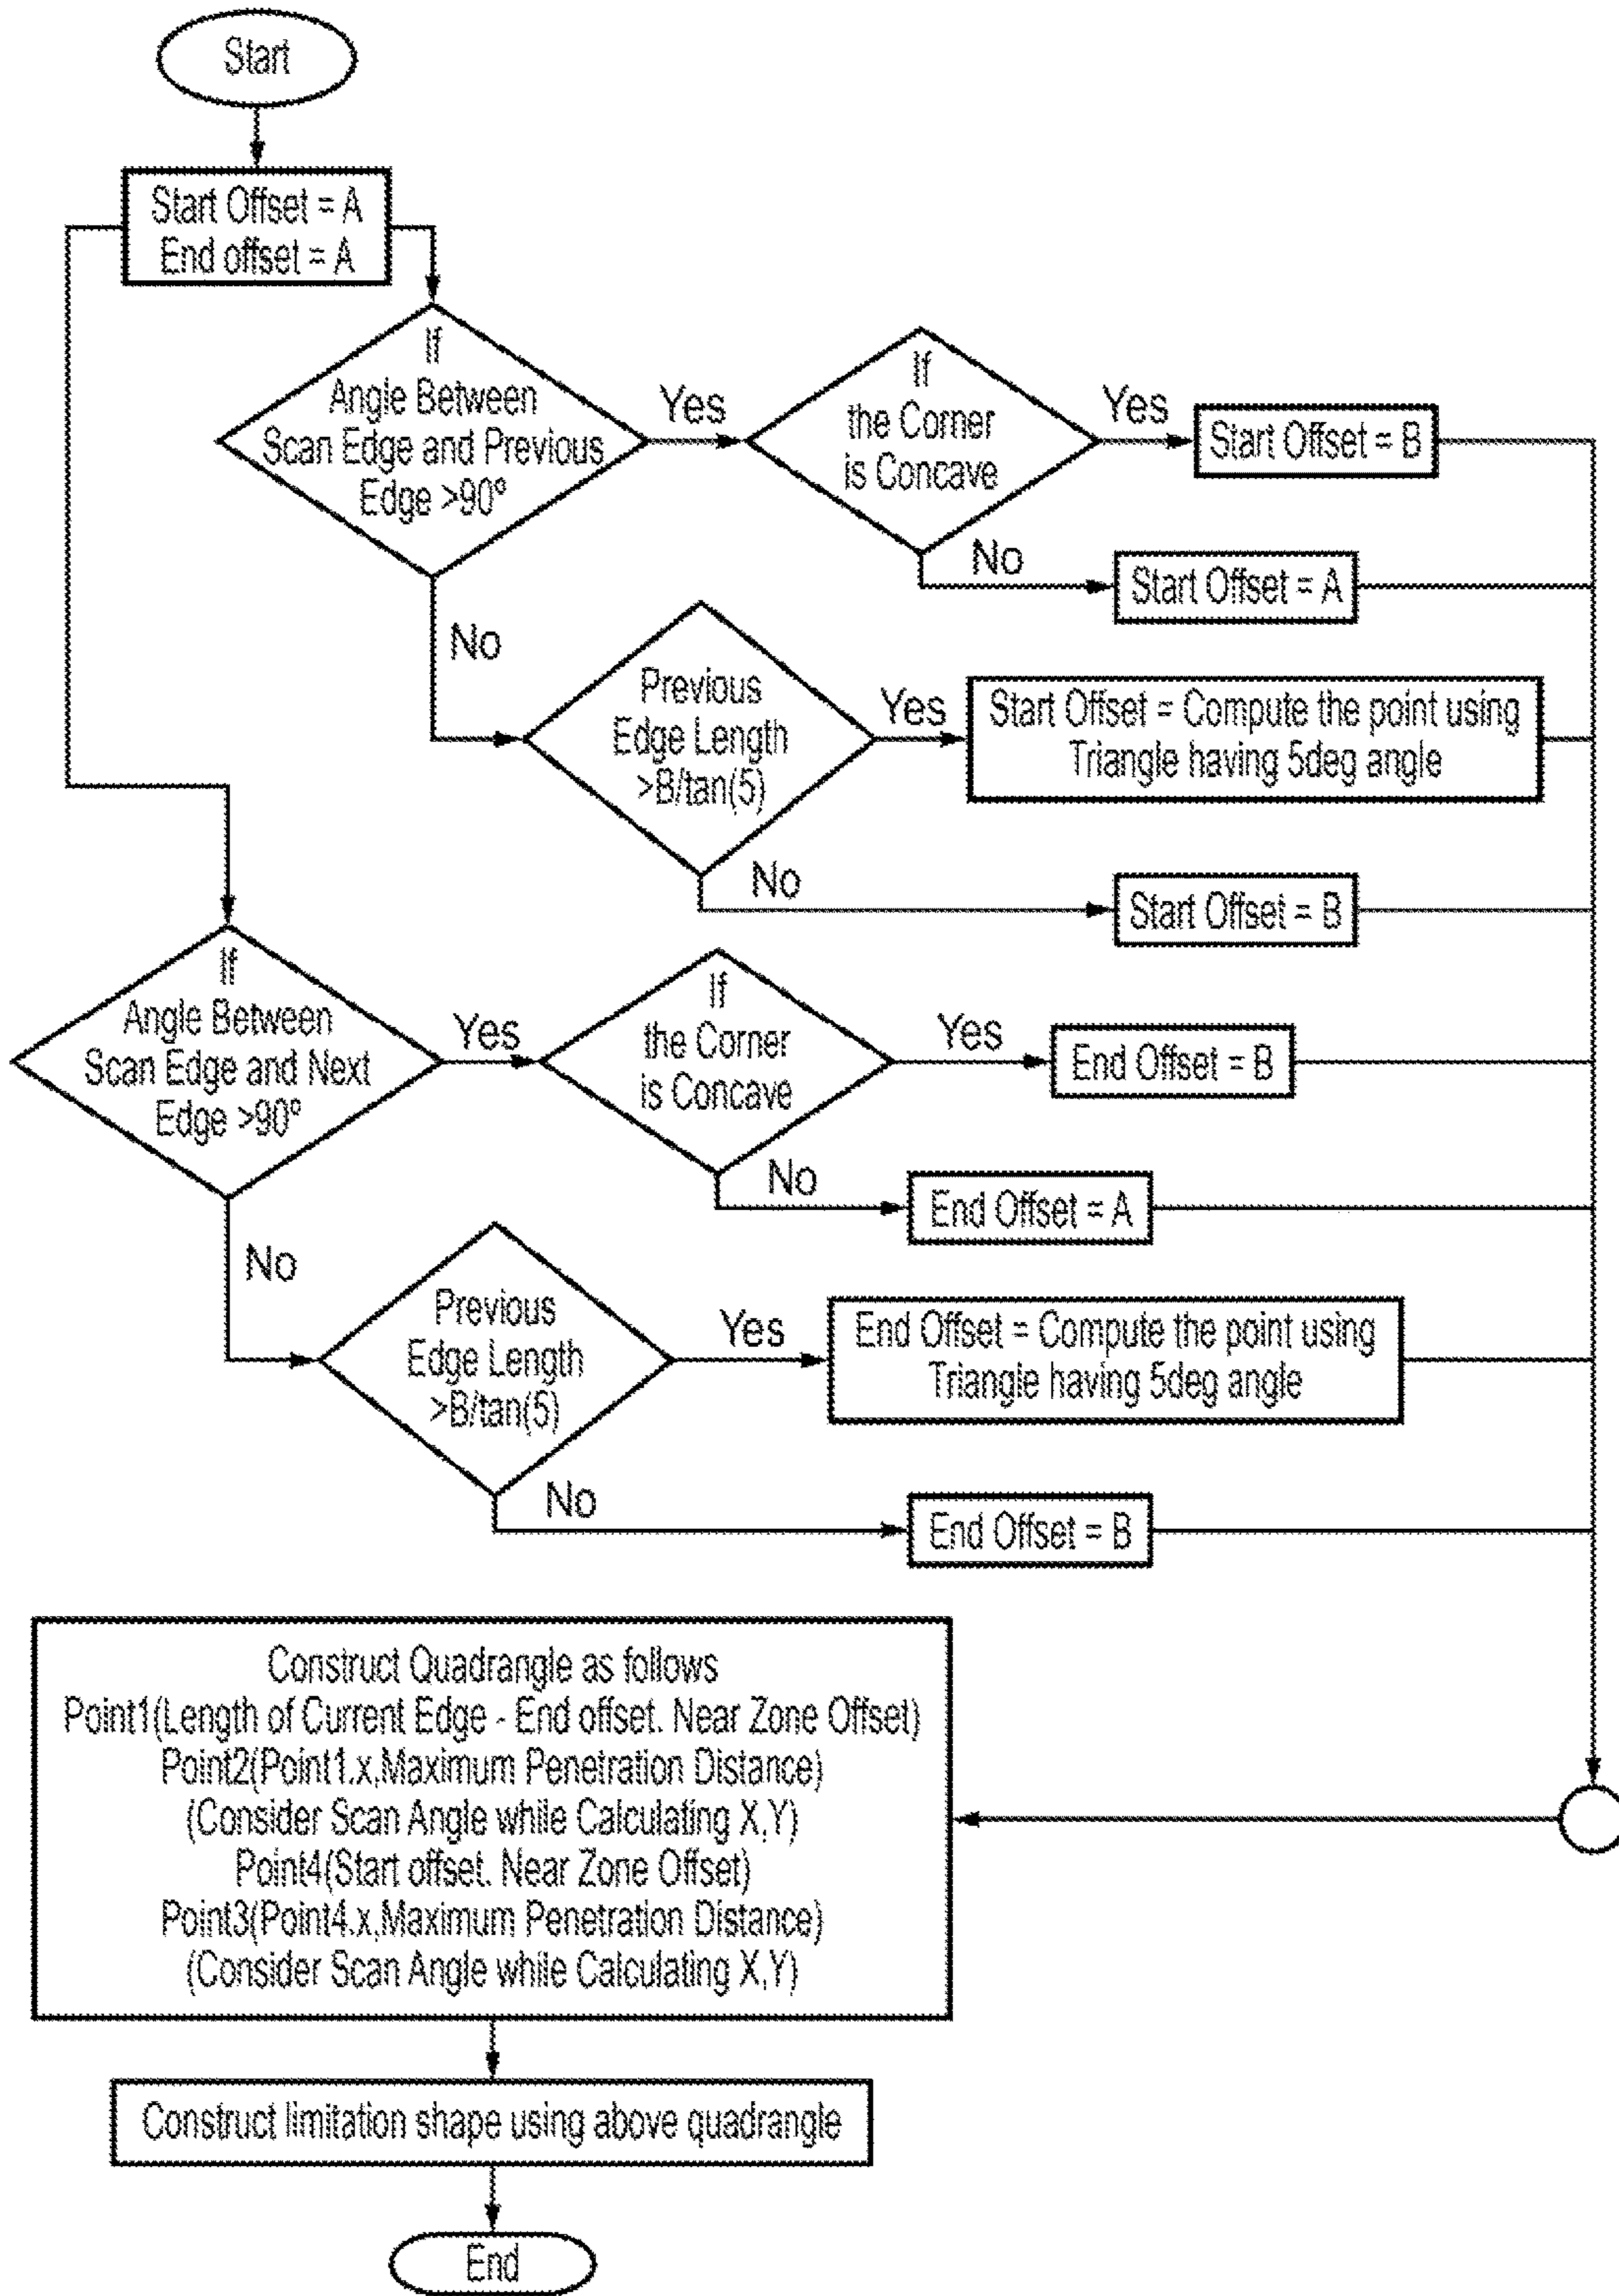 Start
Start Offset = A
End offset = A
If
Angle Between
Scan Edge and Previous
Edge >90º
Yes
If
the Corner
is Concave
Yes
Start Offset = B
No
Start Offset = A
No
Previous
Edge Length
>B/tan(5)
Yes
Start Offset = Compute the point using
Triangle having 5deg angle
No
Start Offset = B
If
Angle Between
Scan Edge and Next
Edge >90º
Yes
If
the Corner
is Concave
Yes
End Offset = B
No
End Offset = A
No
Previous
Edge Length
>B/tan(5)
Yes
End Offset = Compute the point using
Triangle having 5deg angle
No
End Offset = B
Construct Quadrangle as follows
Point1(Length of Current Edge - End offset. Near Zone Offset)
Point2(Point1.x,Maximum Penetration Distance)
(Consider Scan Angle while Calculating X,Y)
Point4(Start offset. Near Zone Offset)
Point3(Point4.x,Maximum Penetration Distance)
(Consider Scan Angle while Calculating X,Y)
Construct limitation shape using above quadrangle
End